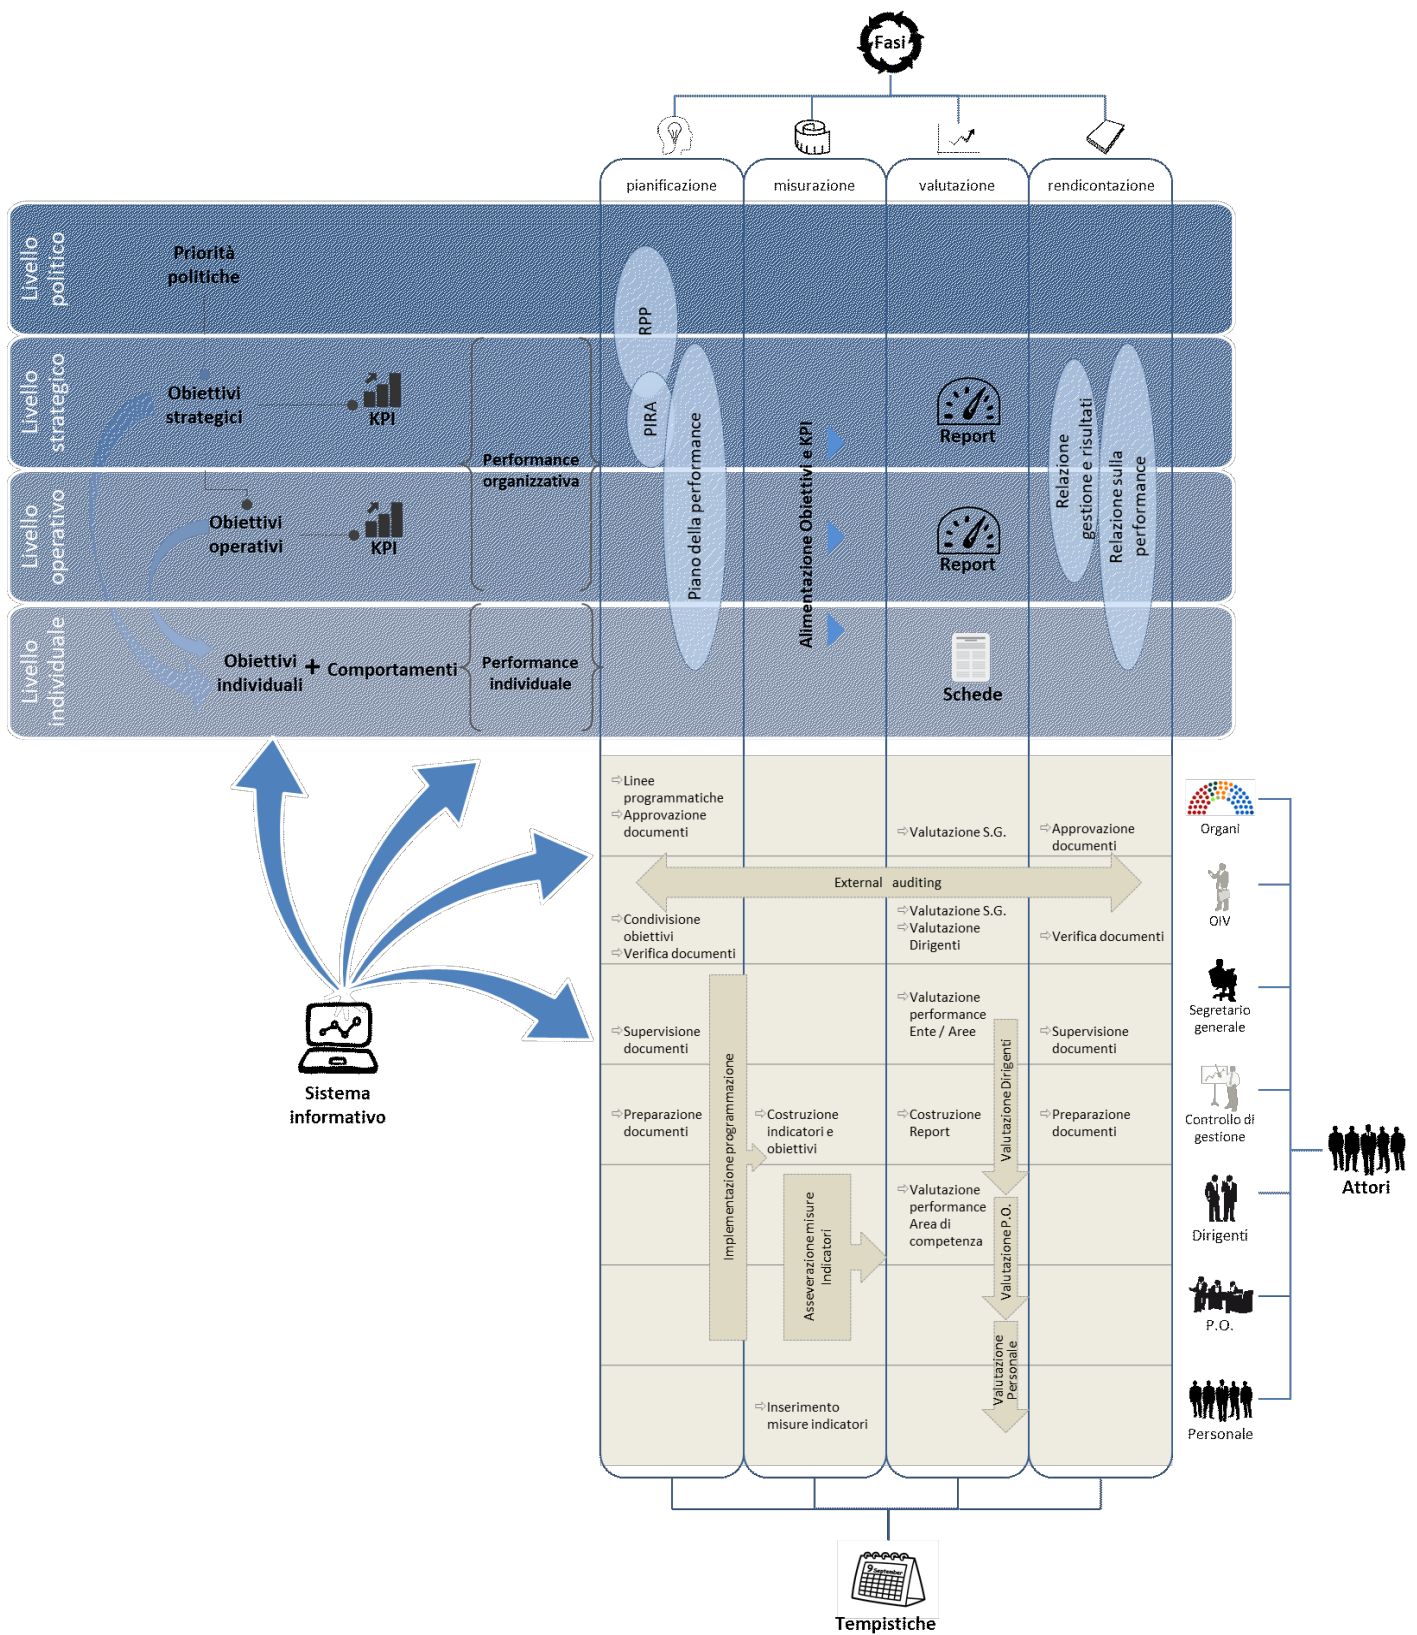 Fasi
pianificazione
misurazione
valutazione
rendicontazione
Livello
politico
Priorità
politiche
RPP
Livello
strategico
Obiettivi
strategici
KPI
Performance
organizzativa
PIRA
Piano della performance
Alimentazione Obiettivi e KPI
Report
Relazione
gestione e risultati
Relazione sulla
performance
Livello
operativo
Obiettivi
operativi
KPI
Report
Livello
individuale
Obiettivi
individuali
+
Comportamenti
Performance
individuale
Schede
Linee
programmatiche
Approvazione
documenti
Valutazione S.G.
Approvazione
documenti
Organi
External auditing
Condivisione
obiettivi
Verifica documenti
Valutazione S.G.
Valutazione
Dirigenti
Verifica documenti
OIV
Supervisione
documenti
Valutazione
performance
Ente / Aree
Supervisione
documenti
Segretario
generale
Implementazione programmazione
Valutazione Dirigenti
Preparazione
documenti
Costruzione
indicatori e
obiettivi
Costruzione
Report
Preparazione
documenti
Controllo di
gestione
Sistema
informativo
Attori
Asseverazione misure
Indicatori
Valutazione
performance
Area di
competenza
Valutazione P.O.
Dirigenti
P.O.
Valutazione
Personale
Inserimento
misure indicatori
Personale
9 September
Tempistiche